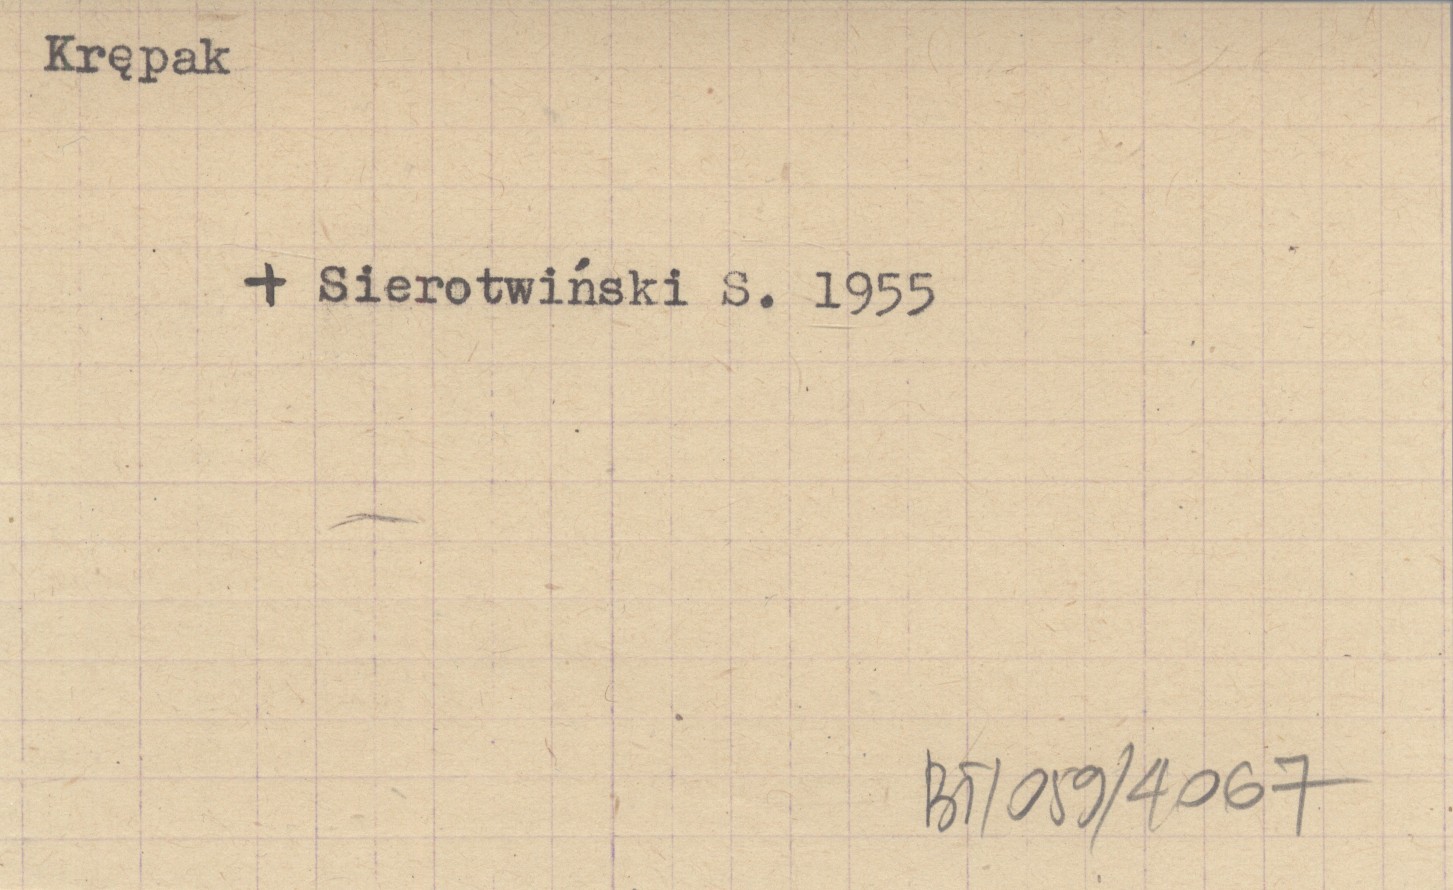 Krępak
+ Sierotwiński S. 1955
BT/059/4067